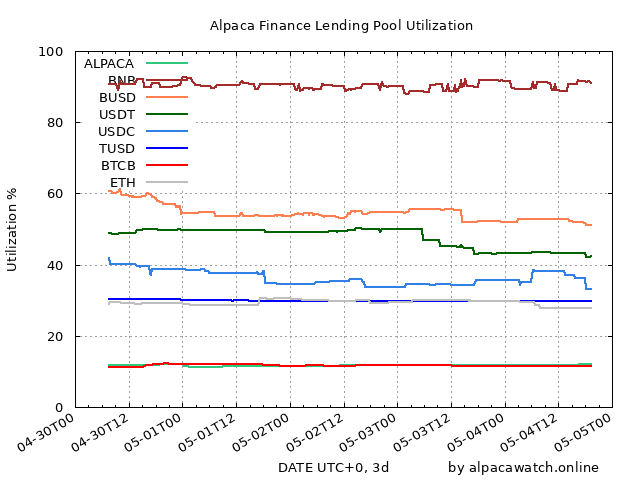 Alpaca Finance Lending Pool Utilization
100
80
60
40
20
0
Utilization %
ALPACA
BNB
BUSD
USDT
USDC
TUSD
BTCB
ETH
04-30T00
04-30T12
05-01T00
05-01T12
05-02T00
05-02T12
05-03T00
05-03T12
05-04T00
05-04T12
05-05T00
DATE UTC+0, 3d
by alpacawatch.online